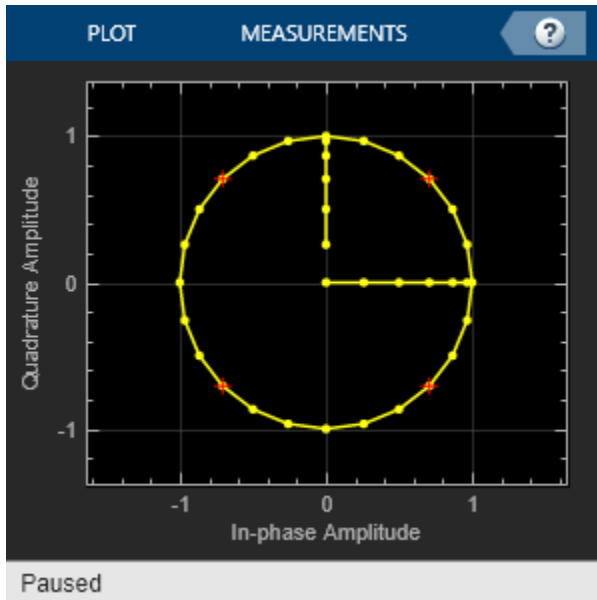 PLOT MEASUREMENTS ?
1
0
-1
Quadrature Amplitude
-1 0 1
In-phase Amplitude
Paused